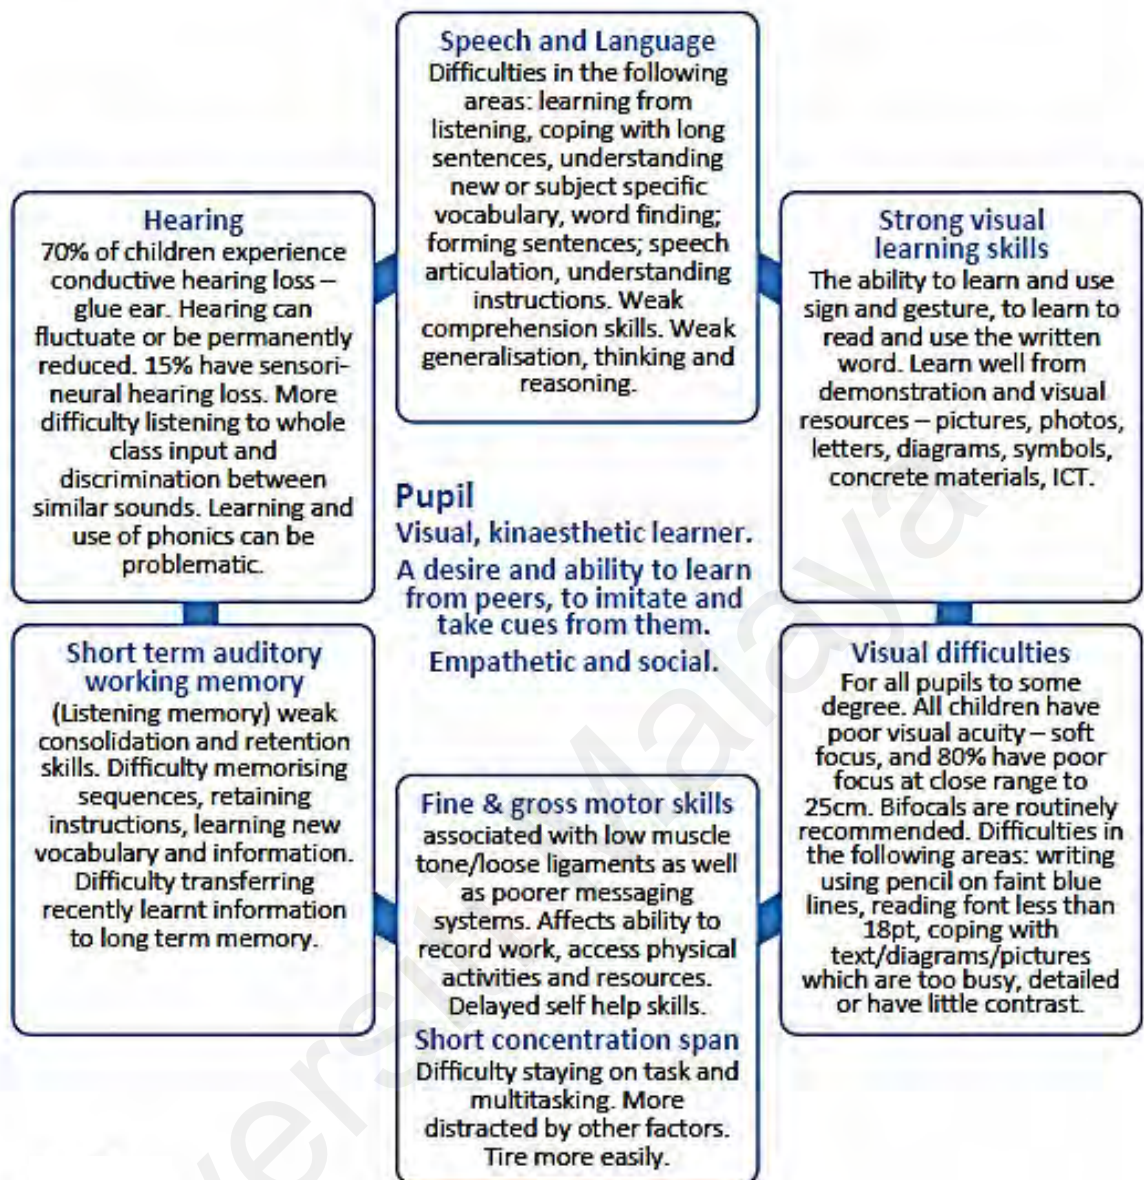 Speech and Language
Difficulties in the following
areas: learning from
listening, coping with long
sentences, understanding
new or subject specific
vocabulary, word finding;
forming sentences; speech
articulation, understanding
instructions. Weak
comprehension skills. Weak
generalisation, thinking and
reasoning.
Hearing
70% of children experience
conductive hearing loss –
glue ear. Hearing can
fluctuate or be permanently
reduced. 15% have sensori-
neural hearing loss. More
difficulty listening to whole
class input and
discrimination between
similar sounds. Learning and
use of phonics can be
problematic.
Strong visual
learning skills
The ability to learn and use
sign and gesture, to learn to
read and use the written
word. Learn well from
demonstration and visual
resources – pictures, photos,
letters, diagrams, symbols,
concrete materials, ICT.
Pupil
Visual, kinaesthetic learner.
A desire and ability to learn
from peers, to imitate and
take cues from them.
Empathetic and social.
Short term auditory
working memory
(Listening memory) weak
consolidation and retention
skills. Difficulty memorising
sequences, retaining
instructions, learning new
vocabulary and information.
Difficulty transferring
recently learnt information
to long term memory.
Visual difficulties
For all pupils to some
degree. All children have
poor visual acuity – soft
focus, and 80% have poor
focus at close range to
25cm. Bifocals are routinely
recommended. Difficulties in
the following areas: writing
using pencil on faint blue
lines, reading font less than
18pt, coping with
text/diagrams/pictures
which are too busy, detailed
or have little contrast.
Fine & gross motor skills
associated with low muscle
tone/loose ligaments as well
as poorer messaging
systems. Affects ability to
record work, access physical
activities and resources.
Delayed self help skills.
Short concentration span
Difficulty staying on task and
multitasking. More
distracted by other factors.
Tire more easily.
Malaya